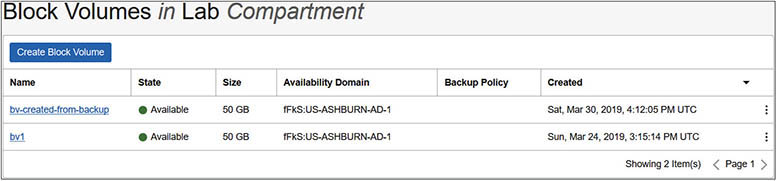 Block Volumes in Lab Compartment
Create Block Volume
Name State Size Availability Domain Backup Policy Created
bv-created-from-backup Available 50 GB fFkS:US-ASHBURN-AD-1 Sat, Mar 30, 2019, 4:12:05 PM UTC
bv1 Available 50 GB fFkS:US-ASHBURN-AD-1 Sun, Mar 24, 2019, 3:15:14 PM UTC
Showing 2 Item(s) < Page 1 >